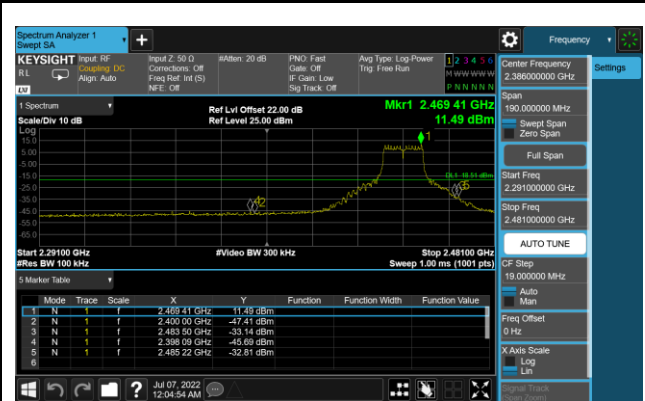 Spectrum Analyzer 1
Swept SA
+
Frequency
KEYSIGHT
RL
LXI
Input: RF
Coupling: DC
Align: Auto
Input Z: 50 Ω
Corrections: Off
Freq Ref: Int (S)
NFE: Off
#Atten: 20 dB
PNO: Fast
Gate: Off
IF Gain: Low
Sig Track: Off
Avg Type: Log-Power
Trig: Free Run
1 2 3 4 5 6
M W W W W W
P N N N N N
Center Frequency
2.386000000 GHz
Settings
Span
190.000000 MHz
Swept Span
Zero Span
Full Span
Start Freq
2.291000000 GHz
Stop Freq
2.481000000 GHz
AUTO TUNE
CF Step
19.000000 MHz
Auto
Man
Freq Offset
0 Hz
X Axis Scale
Log
Lin
Signal Track
(Span Zoom)
1 Spectrum
Scale/Div 10 dB
Ref Lvl Offset 22.00 dB
Ref Level 25.00 dBm
Mkr1 2.469 41 GHz
11.49 dBm
Log
15.0
5.00
-5.00
-15.0
-25.0
-35.0
-45.0
-55.0
-65.0
1
DL1 -18.51 dBm
Start 2.29100 GHz
#Res BW 100 kHz
#Video BW 300 kHz
Stop 2.48100 GHz
Sweep 1.00 ms (1001 pts)
5 Marker Table
Mode Trace Scale X Y Function Function Width Function Value
1 N 1 f 2.469 41 GHz 11.49 dBm
2 N 1 f 2.400 00 GHz -47.41 dBm
3 N 1 f 2.483 50 GHz -33.14 dBm
4 N 1 f 2.398 09 GHz -45.69 dBm
5 N 1 f 2.485 22 GHz -32.81 dBm
6
?
Jul 07, 2022
12:04:54 AM